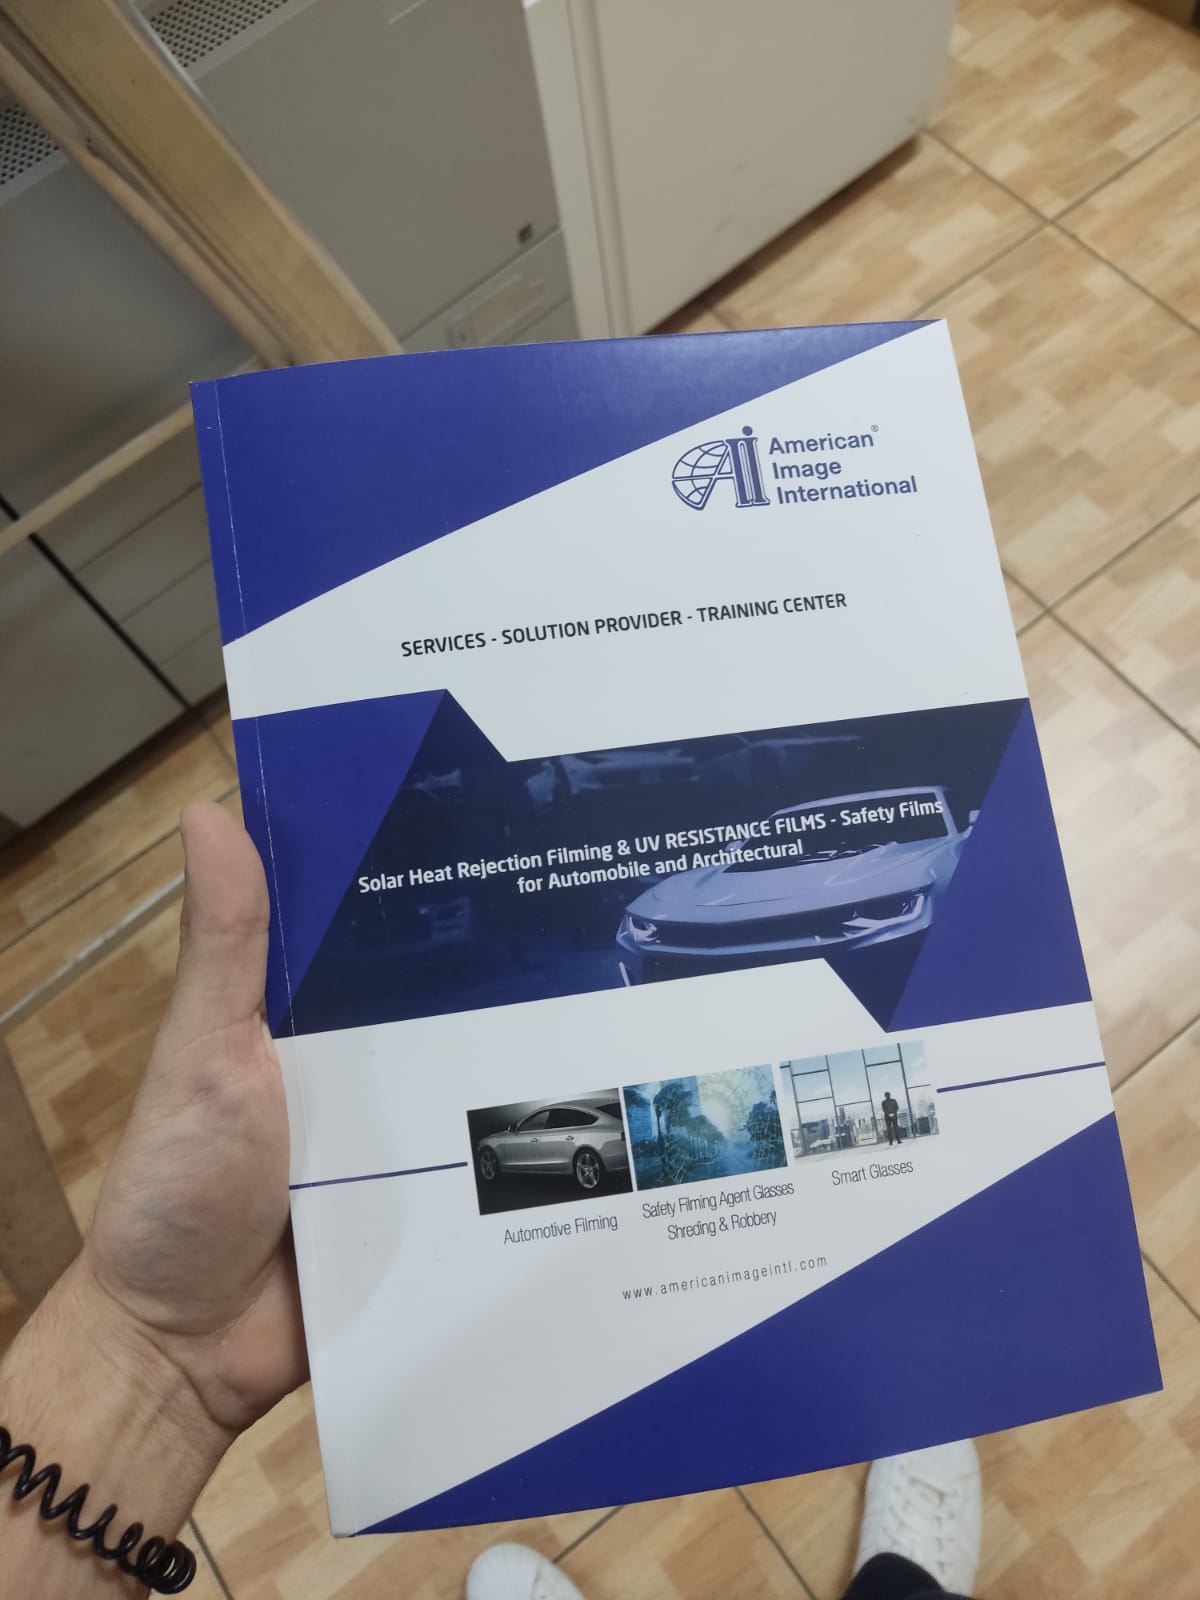 American®
Image
International
SERVICES - SOLUTION PROVIDER - TRAINING CENTER
Solar Heat Rejection Filming & UV RESISTANCE FILMS - Safety Films
for Automobile and Architectural
Automotive Filming
Safety Filming Agent Glasses
Shreding & Robbery
Smart Glasses
www.americanimageintl.com